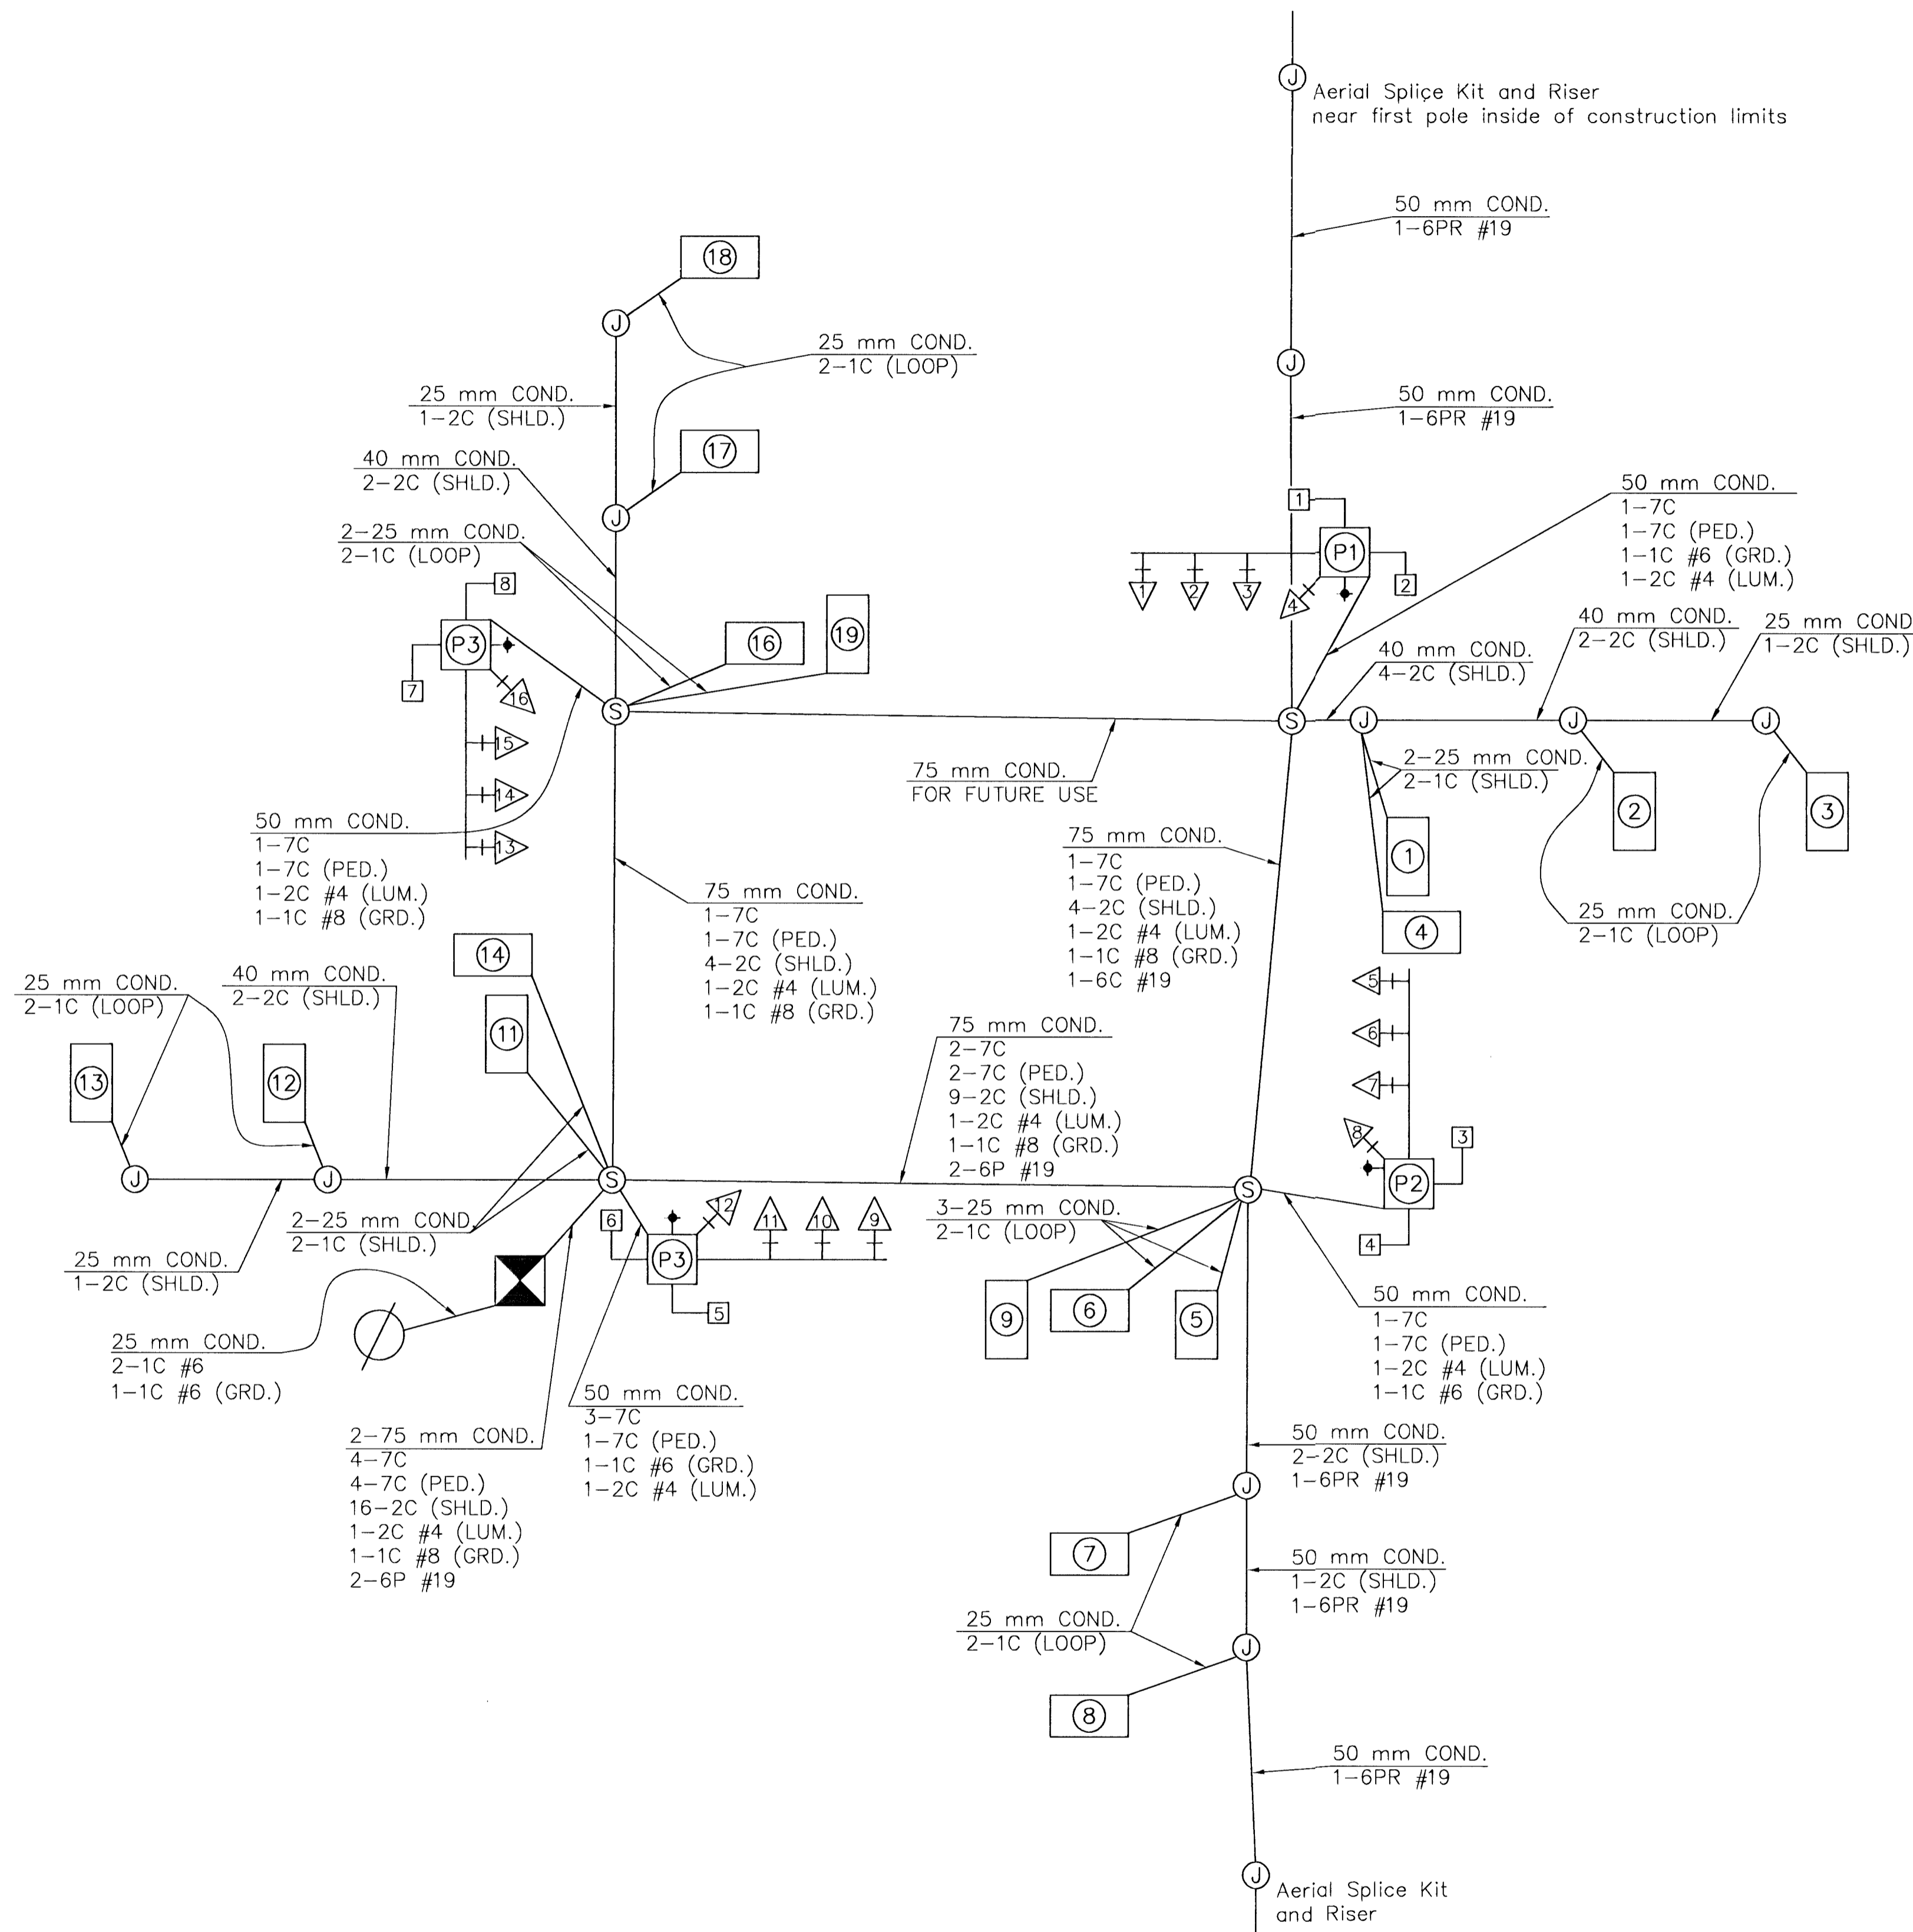 J
Aerial Splice Kit and Riser
near first pole inside of construction limits
50 mm COND.
1-6PR #19
18
J
25 mm COND.
2-1C (LOOP)
J
25 mm COND.
1-2C (SHLD.)
50 mm COND.
1-6PR #19
17
40 mm COND.
2-2C (SHLD.)
J
50 mm COND.
1-7C
1-7C (PED.)
1-1C #6 (GRD.)
1-2C #4 (LUM.)
1
P1
2
1
2
3
4
2-25 mm COND.
2-1C (LOOP)
8
P3
7
16
15
14
13
16
19
40 mm COND.
2-2C (SHLD.)
25 mm COND
1-2C (SHLD.)
40 mm COND.
4-2C (SHLD.)
S
S
J
J
J
75 mm COND.
FOR FUTURE USE
2-25 mm COND.
2-1C (SHLD.)
2
3
1
4
50 mm COND.
1-7C
1-7C (PED.)
1-2C #4 (LUM.)
1-1C #8 (GRD.)
75 mm COND.
1-7C
1-7C (PED.)
4-2C (SHLD.)
1-2C #4 (LUM.)
1-1C #8 (GRD.)
1-6C #19
75 mm COND.
1-7C
1-7C (PED.)
4-2C (SHLD.)
1-2C #4 (LUM.)
1-1C #8 (GRD.)
25 mm COND.
2-1C (LOOP)
14
11
25 mm COND.
2-1C (LOOP)
40 mm COND.
2-2C (SHLD.)
13
12
75 mm COND.
2-7C
2-7C (PED.)
9-2C (SHLD.)
1-2C #4 (LUM.)
1-1C #8 (GRD.)
2-6P #19
5
6
7
8
3
P2
4
J
J
S
S
2-25 mm COND.
2-1C (SHLD.)
25 mm COND.
1-2C (SHLD.)
6
P3
5
12
11
10
9
3-25 mm COND.
2-1C (LOOP)
9
6
5
50 mm COND.
1-7C
1-7C (PED.)
1-2C #4 (LUM.)
1-1C #6 (GRD.)
25 mm COND.
2-1C #6
1-1C #6 (GRD.)
50 mm COND.
3-7C
1-7C (PED.)
1-1C #6 (GRD.)
1-2C #4 (LUM.)
2-75 mm COND.
4-7C
4-7C (PED.)
16-2C (SHLD.)
1-2C #4 (LUM.)
1-1C #8 (GRD.)
2-6P #19
50 mm COND.
2-2C (SHLD.)
1-6PR #19
J
7
50 mm COND.
1-2C (SHLD.)
1-6PR #19
25 mm COND.
2-1C (LOOP)
J
8
50 mm COND.
1-6PR #19
J
Aerial Splice Kit
and Riser